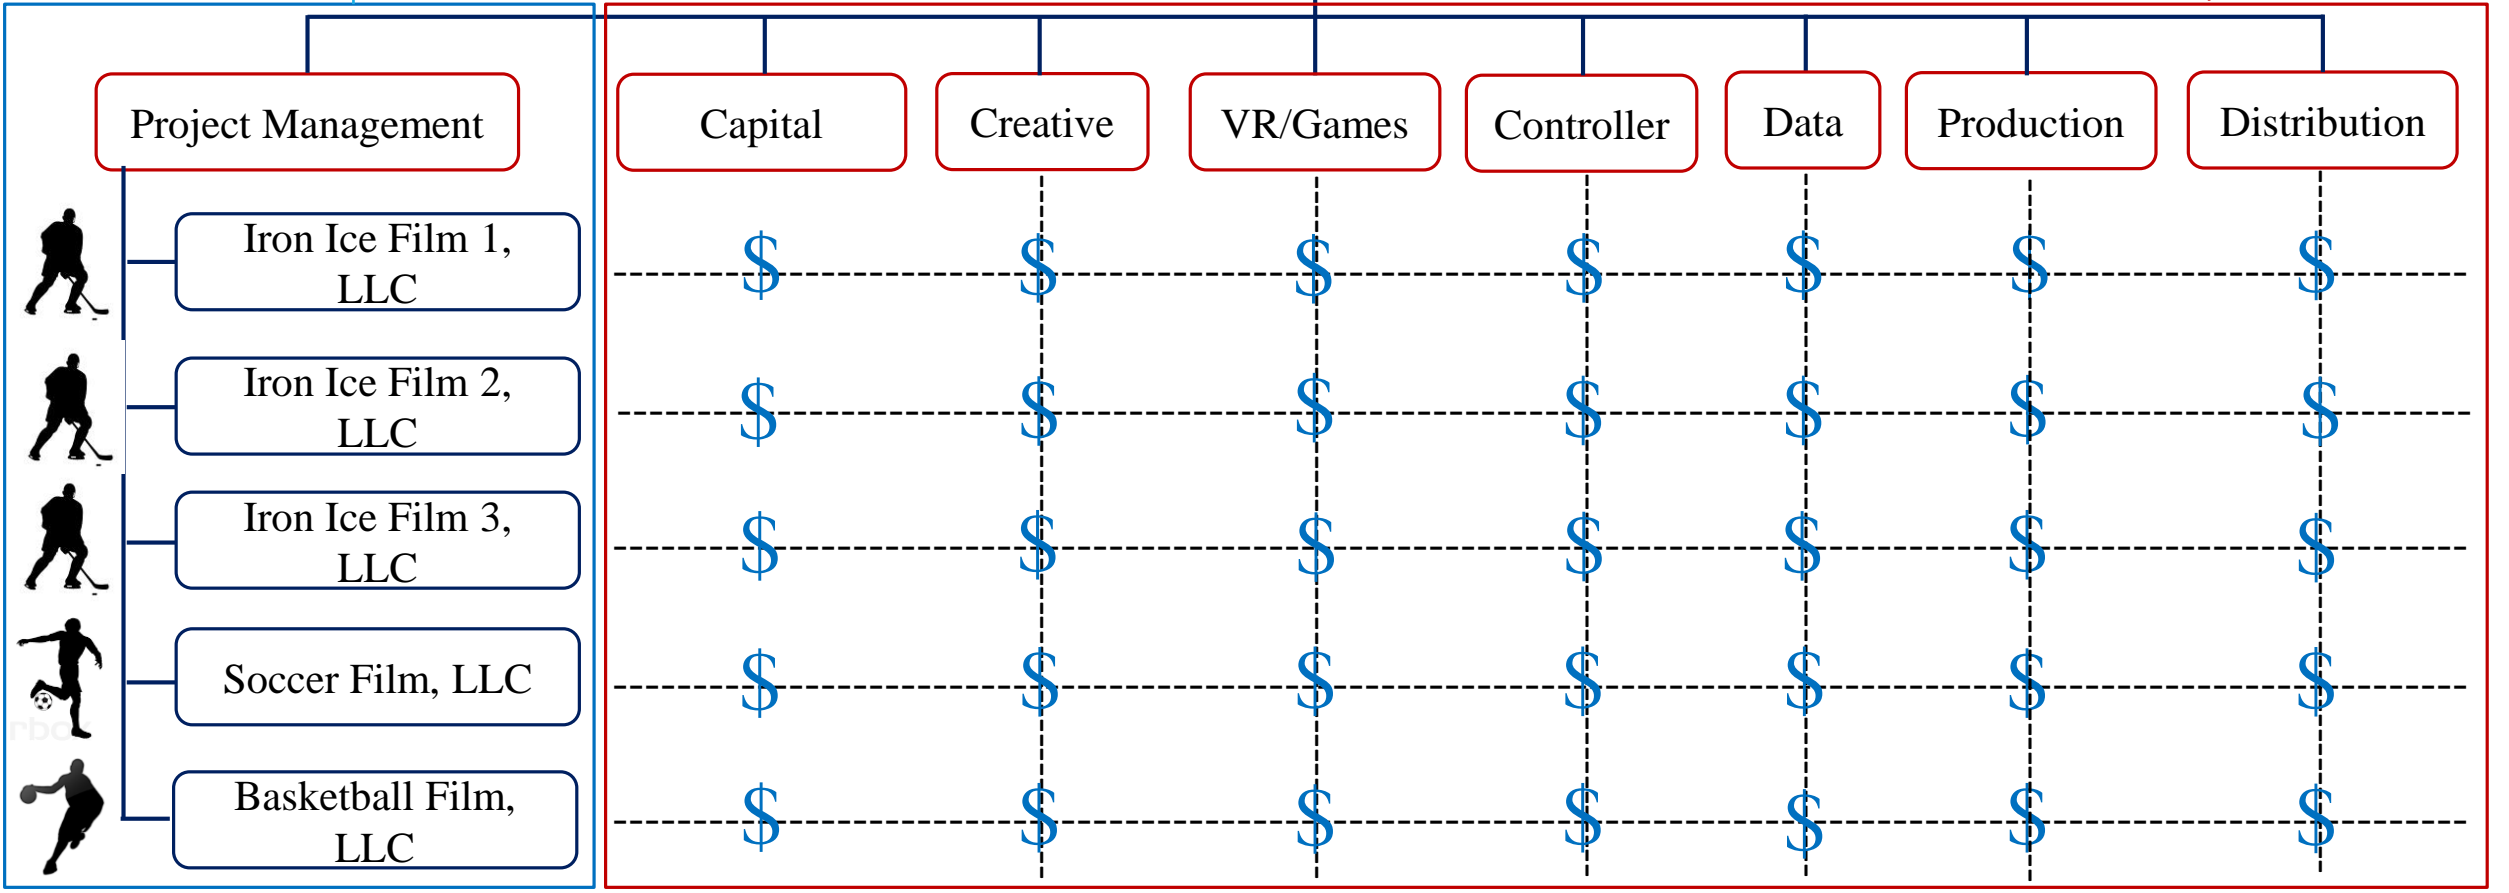 Project Management
Capital
Creative
VR/Games
Controller
Data
Production
Distribution
Iron Ice Film 1,
LLC
$ $ $ $ $ $ $
Iron Ice Film 2,
LLC
$ $ $ $ $ $ $
Iron Ice Film 3,
LLC
$ $ $ $ $ $ $
Soccer Film, LLC
$ $ $ $ $ $ $
Basketball Film,
LLC
$ $ $ $ $ $ $